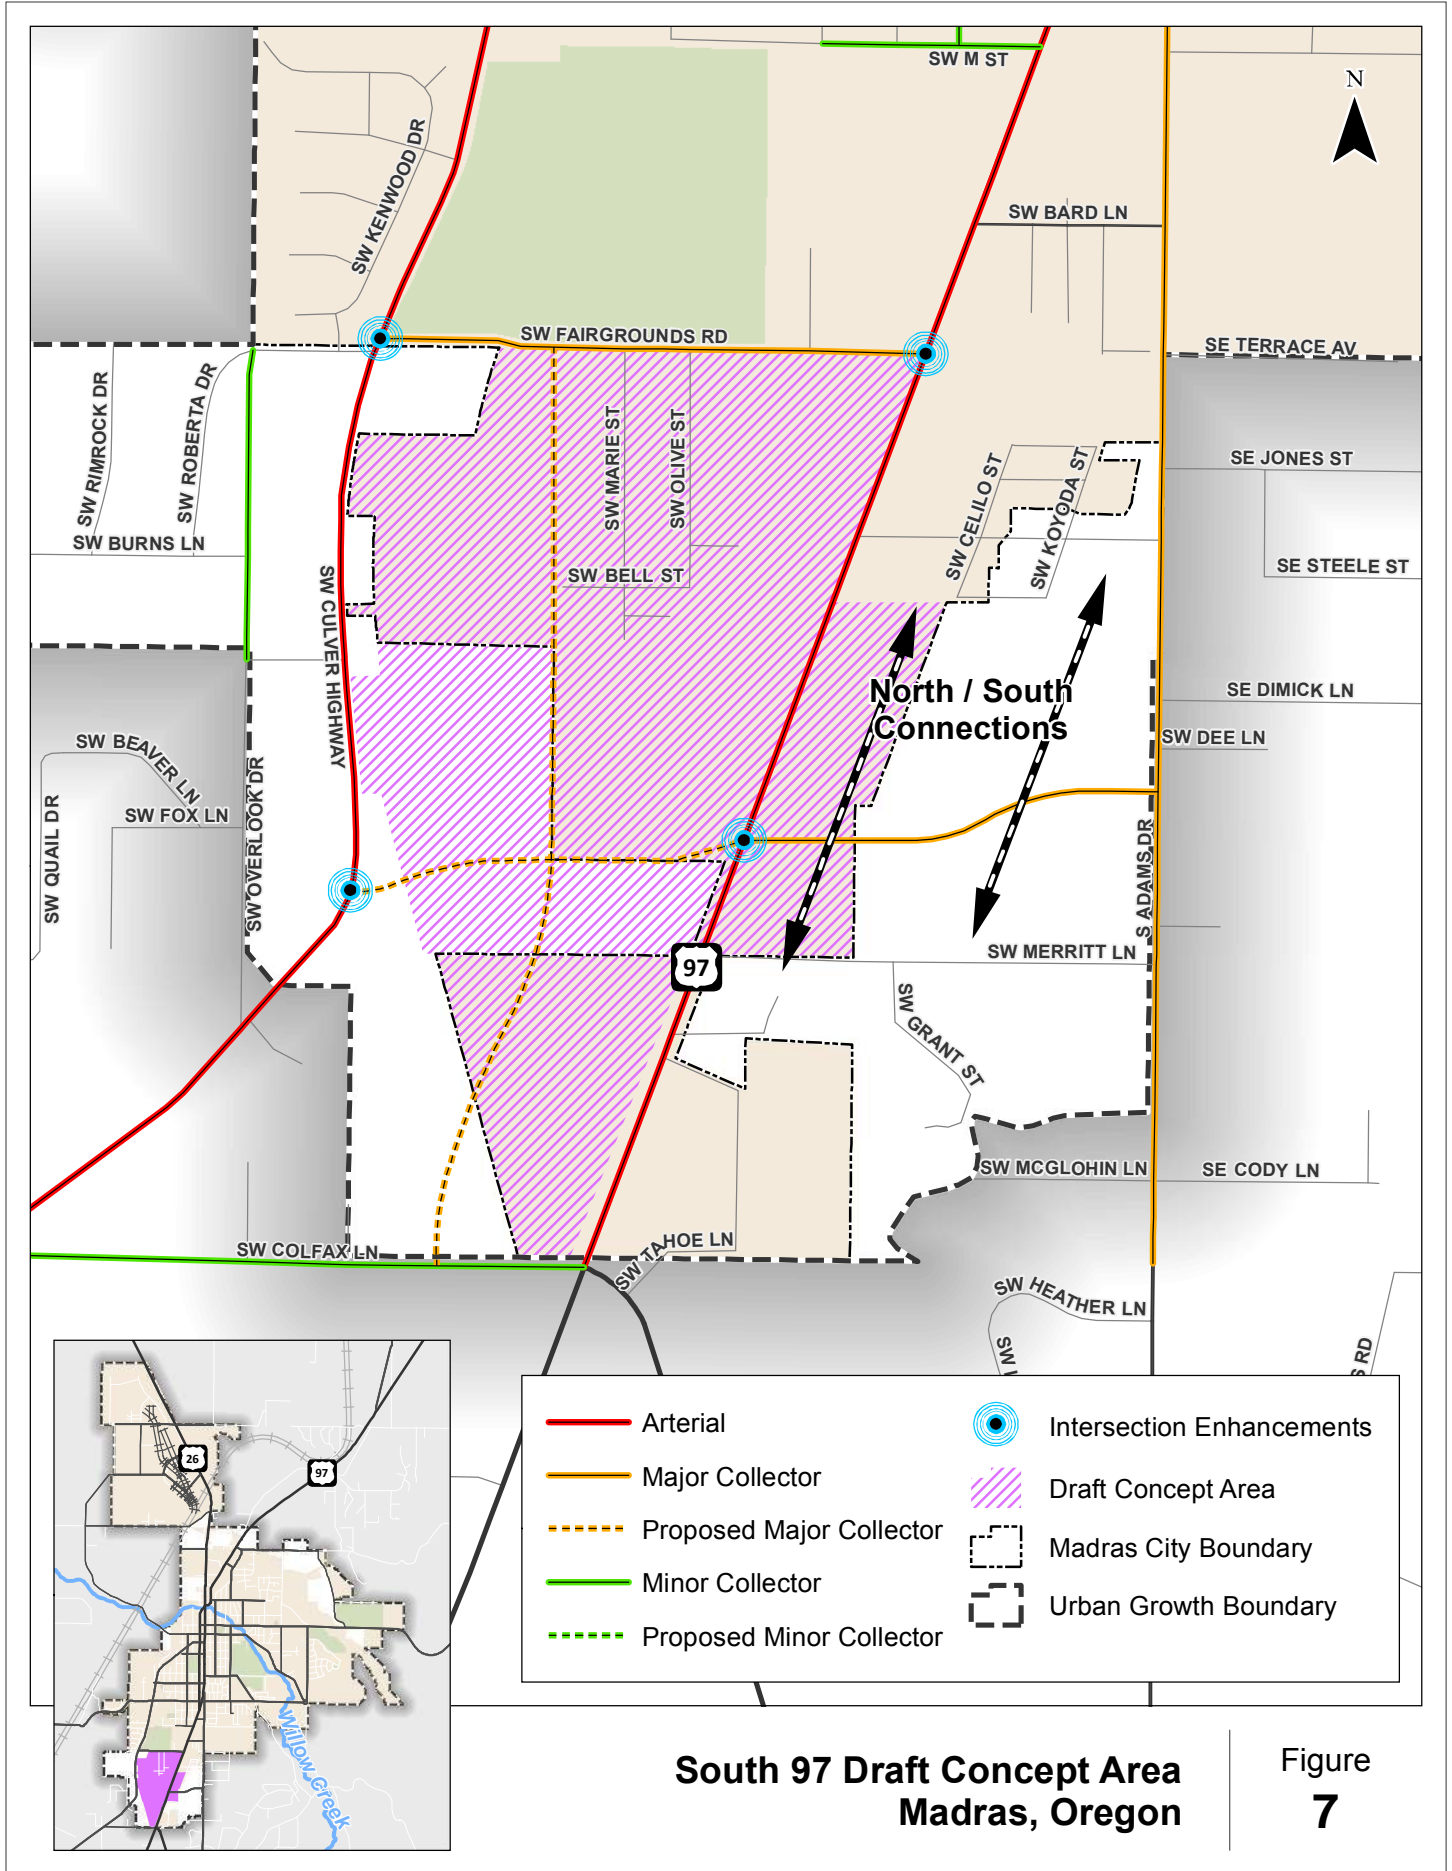 SW M ST
N
SW KENWOOD DR
SW BARD LN
SW FAIRGROUNDS RD
SE TERRACE AV
SW RIMROCK DR
SW ROBERTA DR
SW MARIE ST
SW OLIVE ST
SW CELILO ST
SW KOYODA ST
SE JONES ST
SW BURNS LN
SW BELL ST
SE STEELE ST
SW CULVER HIGHWAY
North / South
Connections
SE DIMICK LN
SW DEE LN
SW BEAVER LN
SW FOX LN
SW QUAIL DR
SW OVERLOOK DR
S ADAMS DR
SW MERRITT LN
97
SW GRANT ST
SW MCGLOHIN LN
SE CODY LN
SW COLFAX LN
SW TAHOE LN
SW HEATHER LN
SW
S RD
26
97
Willow Creek
Arterial
Major Collector
Proposed Major Collector
Minor Collector
Proposed Minor Collector
Intersection Enhancements
Draft Concept Area
Madras City Boundary
Urban Growth Boundary
South 97 Draft Concept Area
Madras, Oregon
Figure
7